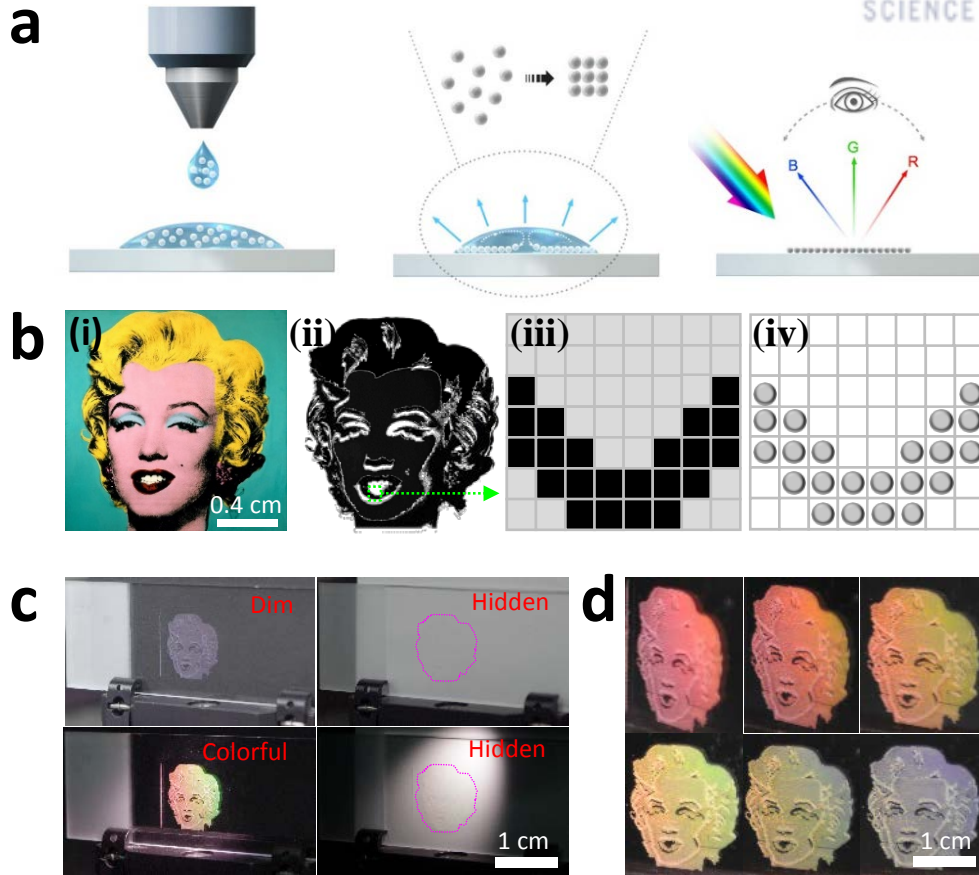 SCIENCE
a
B
G
R
b
(i)
(ii)
(iii)
(iv)
0.4 cm
c
Dim
Hidden
Colorful
Hidden
1 cm
d
1 cm